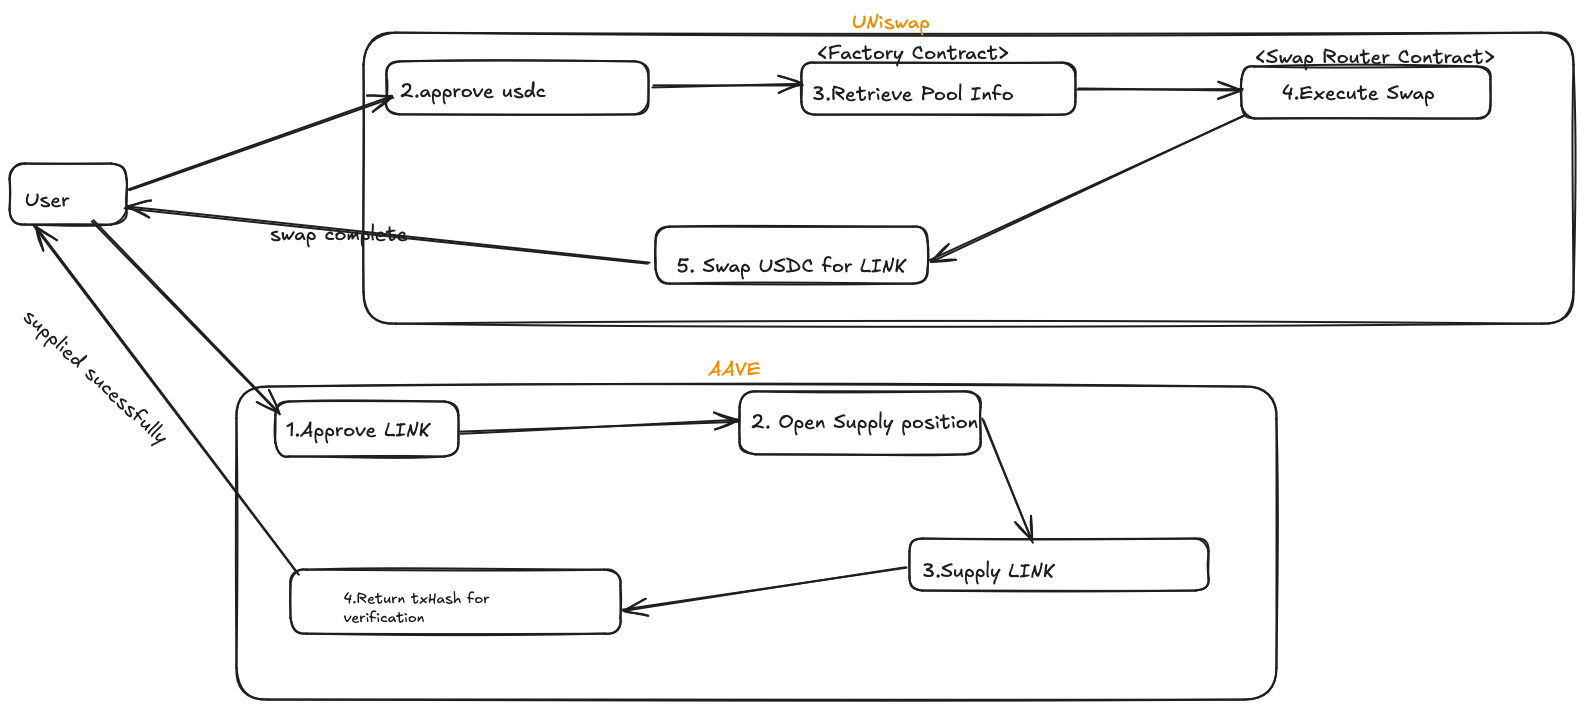 UNiswap
<Factory Contract>
<Swap Router Contract>
2.approve usdc
3.Retrieve Pool Info
4.Execute Swap
User
swap complete
5. Swap USDC for LINK
supplied sucessfully
AAVE
1.Approve LINK
2. Open Supply position
3.Supply LINK
4.Return txHash for
verification